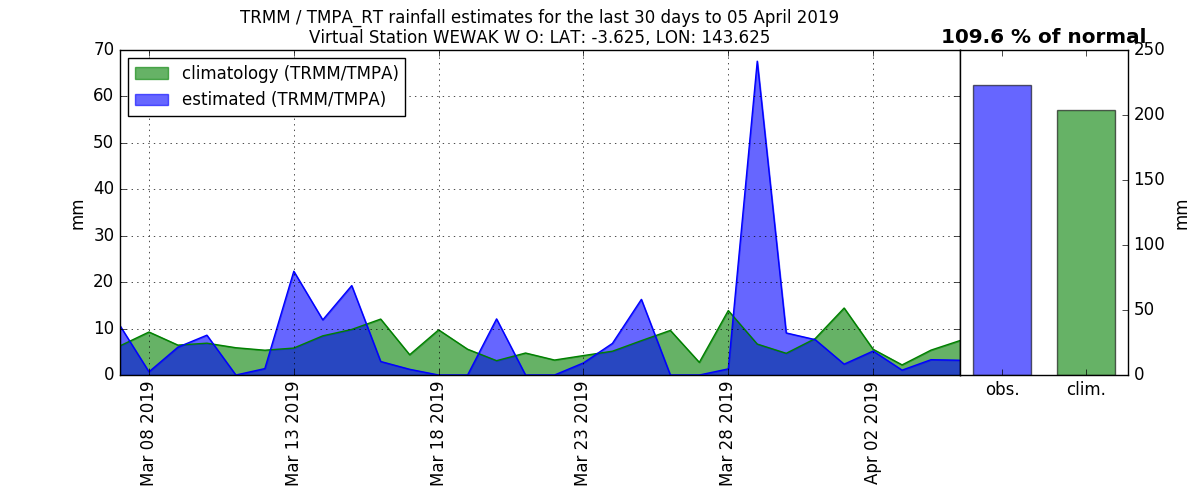 TRMM / TMPA_RT rainfall estimates for the last 30 days to 05 April 2019
Virtual Station WEWAK W O: LAT: -3.625, LON: 143.625
109.6 % of normal
climatology (TRMM/TMPA)
estimated (TRMM/TMPA)
70
60
50
40
30
20
10
0
mm
Mar 08 2019
Mar 13 2019
Mar 18 2019
Mar 23 2019
Mar 28 2019
Apr 02 2019
250
200
150
100
50
0
mm
obs.
clim.